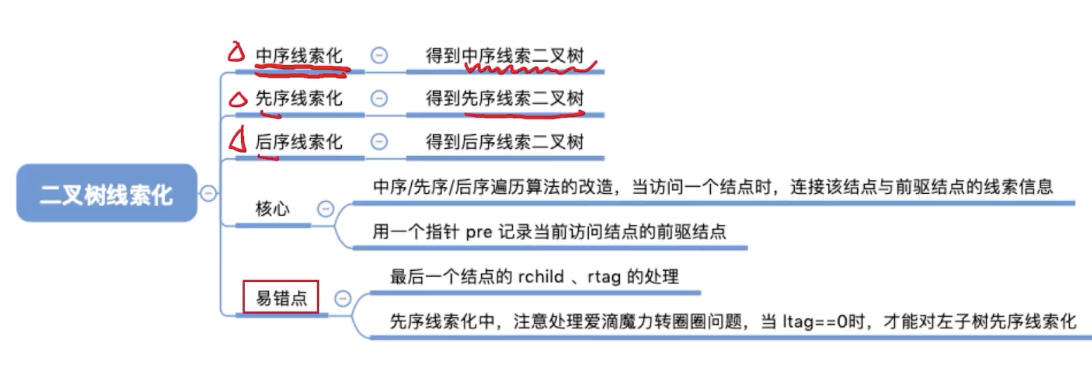 中序线索化 得到中序线索二叉树
先序线索化 得到先序线索二叉树
后序线索化 得到后序线索二叉树
二叉树线索化
中序/先序/后序遍历算法的改造，当访问一个结点时，连接该结点与前驱结点的线索信息
核心
用一个指针 pre 记录当前访问结点的前驱结点
最后一个结点的 rchild 、rtag 的处理
易错点
先序线索化中，注意处理爱滴魔力转圈圈问题，当 ltag==0时，才能对左子树先序线索化